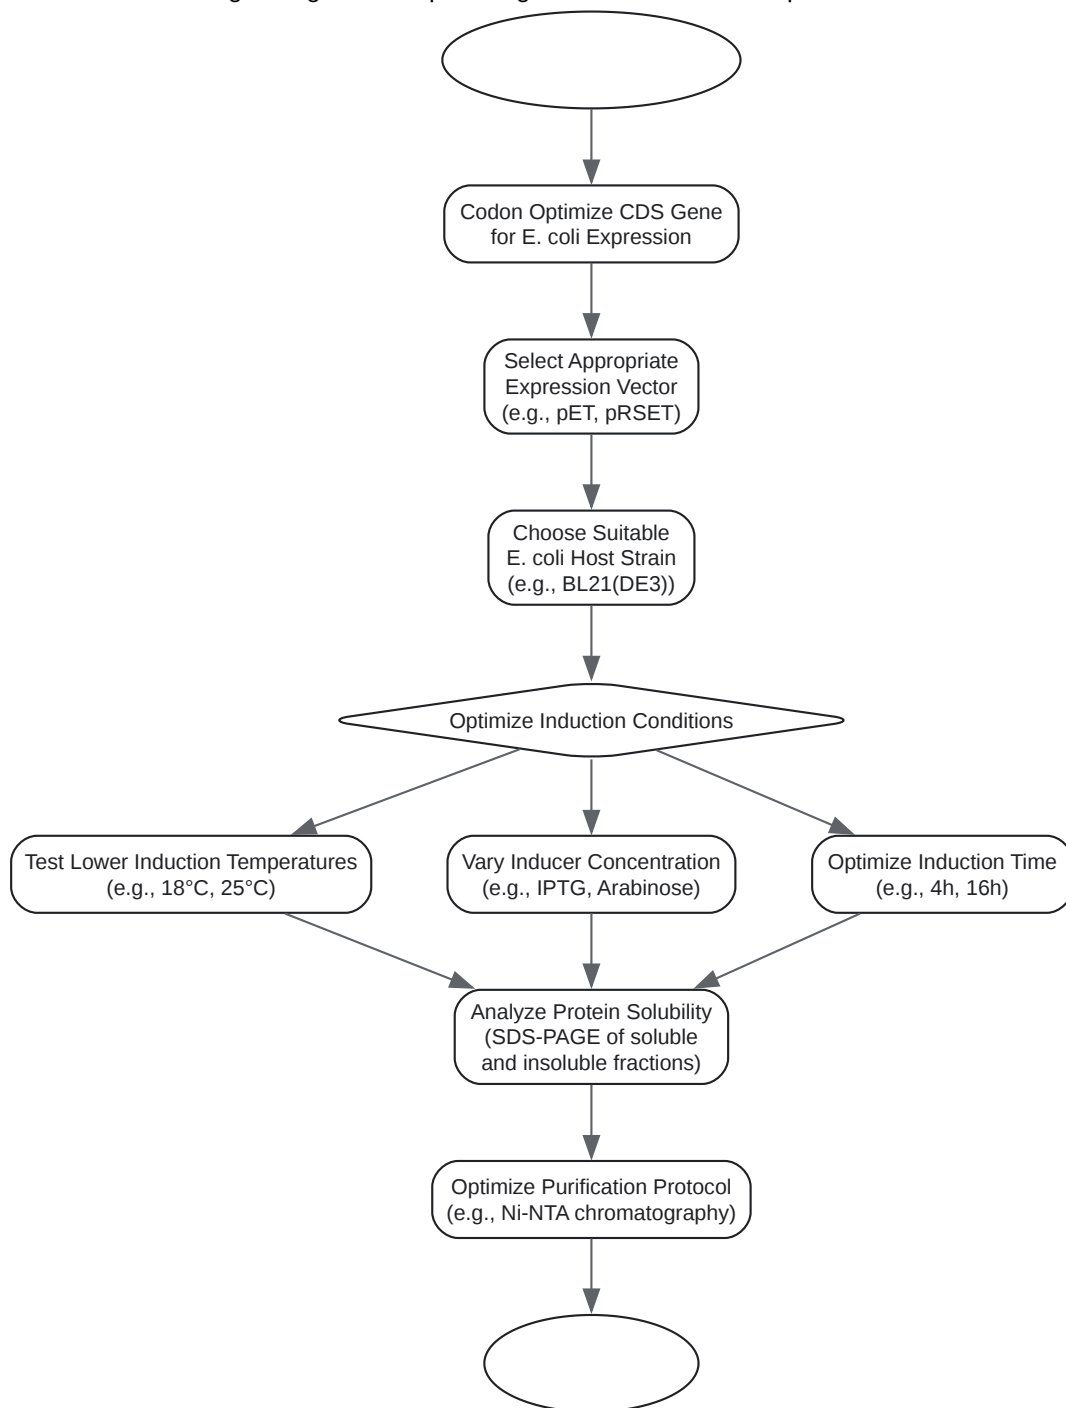 Codon Optimize CDS Gene
for E. coli Expression
Select Appropriate
Expression Vector
(e.g., pET, pRSET)
Choose Suitable
E. coli Host Strain
(e.g., BL21(DE3))
Optimize Induction Conditions
Test Lower Induction Temperatures
(e.g., 18°C, 25°C)
Vary Inducer Concentration
(e.g., IPTG, Arabinose)
Optimize Induction Time
(e.g., 4h, 16h)
Analyze Protein Solubility
(SDS-PAGE of soluble
and insoluble fractions)
Optimize Purification Protocol
(e.g., Ni-NTA chromatography)